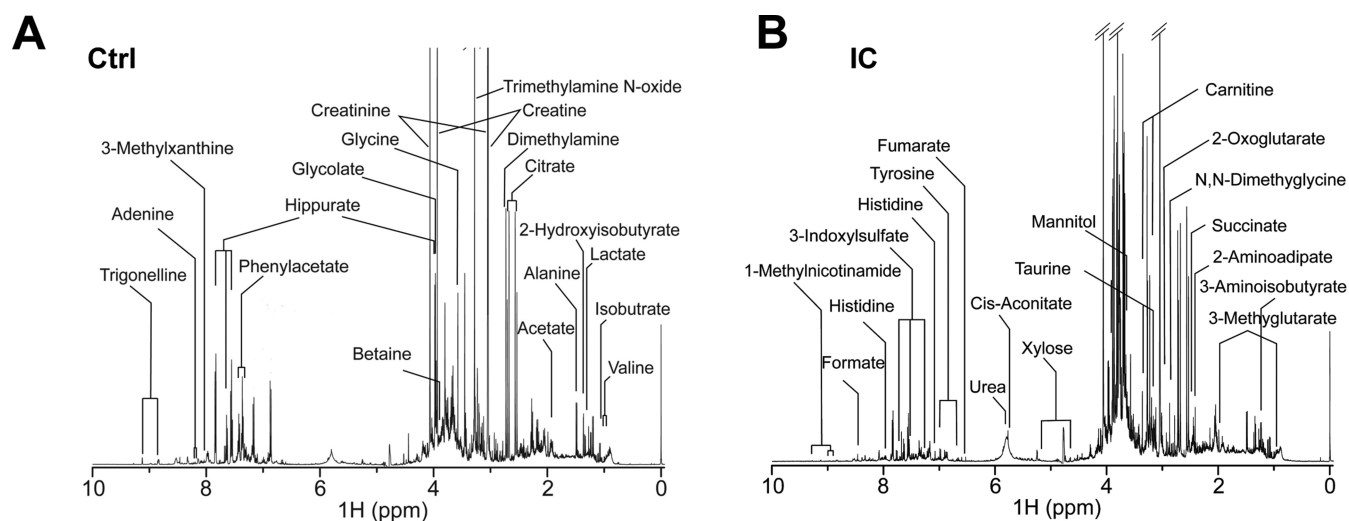 A
Ctrl
Trimethylamine N-oxide
Creatinine
Creatine
Glycine
Dimethylamine
3-Methylxanthine
Citrate
Glycolate
Hippurate
Adenine
2-Hydroxyisobutyrate
Lactate
Trigonelline
Phenylacetate
Alanine
Isobutrate
Acetate
Betaine
Valine
10
8
6
4
2
0
1H (ppm)
B
IC
Carnitine
Fumarate
2-Oxoglutarate
Tyrosine
N,N-Dimethyglycine
Histidine
Mannitol
Succinate
3-Indoxylsulfate
2-Aminoadipate
1-Methylnicotinamide
Taurine
3-Aminoisobutyrate
Histidine
Cis-Aconitate
3-Methyglutarate
Formate
Xylose
Urea
10
8
6
4
2
0
1H (ppm)